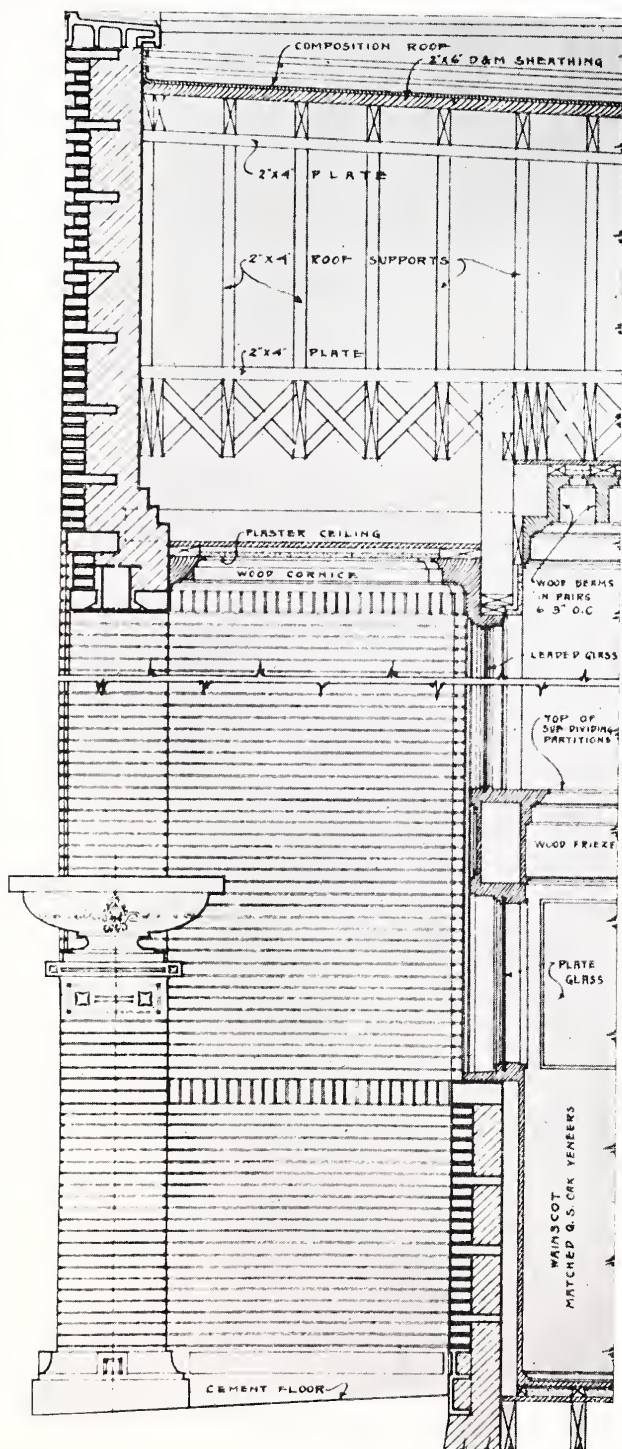 COMPOSITION ROOF
2"X6" D&M SHEATHING
2"X4" PLATE
2"X4" ROOF SUPPORTS
2"X4" PLATE
PLASTER CEILING
WOOD CORNICE
WOOD BEAMS
IN PAIRS
6'3" O.C
LEADED GLASS
TOP OF
SUB DIVIDING
PARTITIONS
WOOD FRIEZE
PLATE
GLASS
WAINSCOT
MATCHED Q.S. OAK VENEERS
CEMENT FLOOR